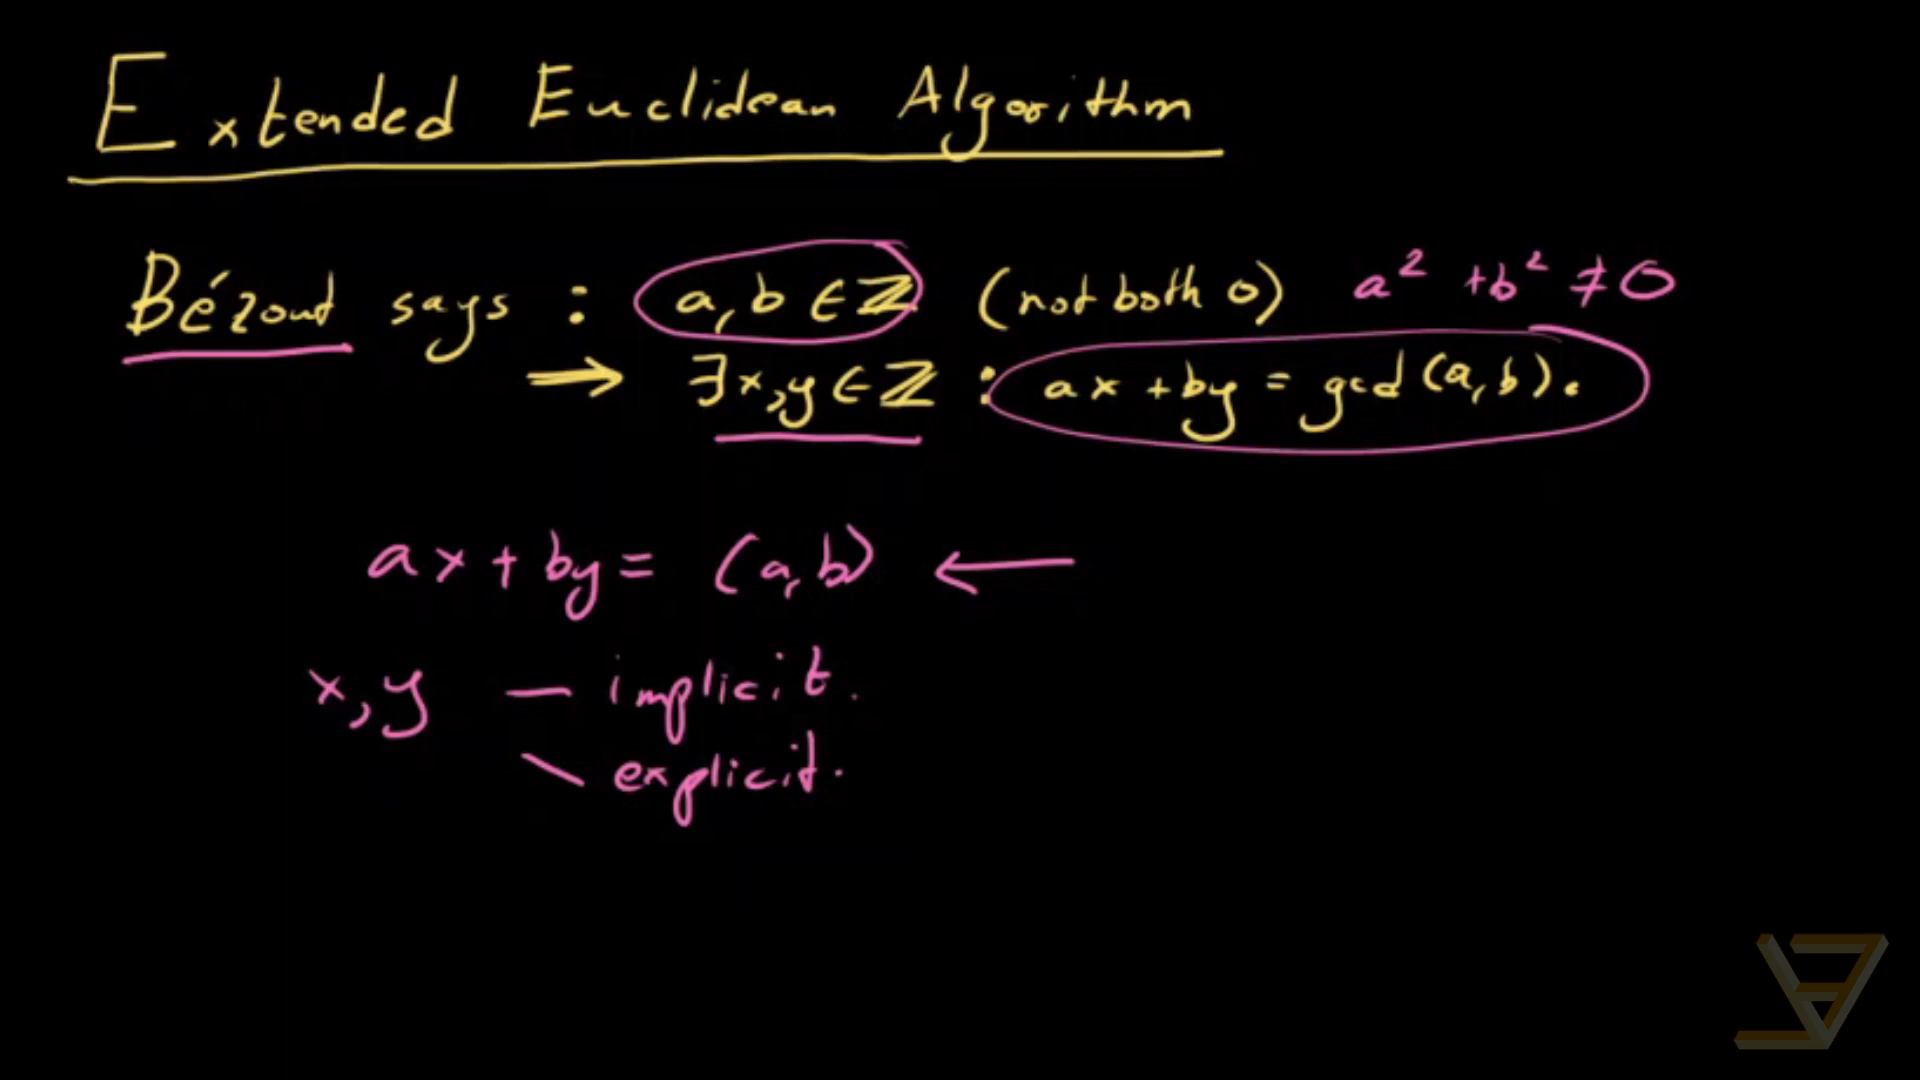 Extended Euclidean Algorithm
Bézout says : a, b ∈ ℤ (not both 0) a² + b² ≠ 0
→ ∃ x, y ∈ ℤ : ax + by = gcd (a, b).
ax + by = (a, b) ←
x, y — implicit.
\ explicit.